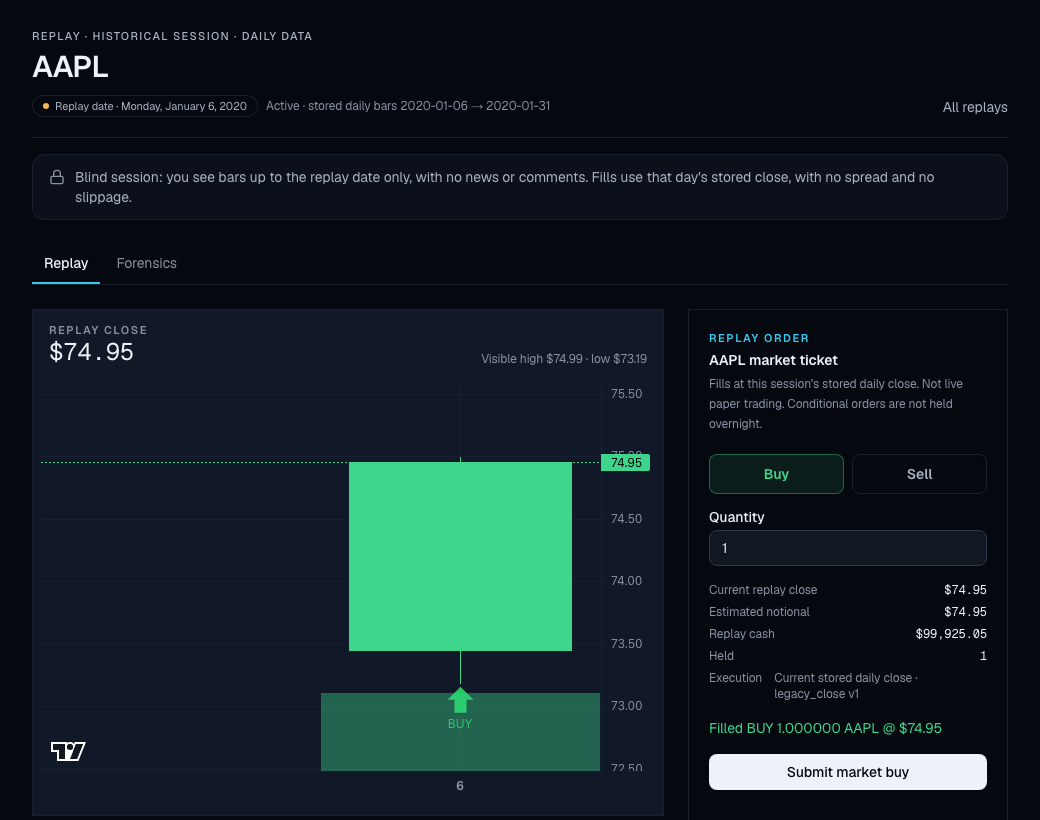 REPLAY · HISTORICAL SESSION · DAILY DATA
AAPL
Replay date · Monday, January 6, 2020
Active · stored daily bars 2020-01-06 → 2020-01-31
All replays
Blind session: you see bars up to the replay date only, with no news or comments. Fills use that day's stored close, with no spread and no
slippage.
Replay
Forensics
REPLAY CLOSE
$74.95
Visible high $74.99 · low $73.19
75.50
75.00
74.95
74.50
74.00
73.50
73.00
72.50
BUY
6
REPLAY ORDER
AAPL market ticket
Fills at this session's stored daily close. Not live
paper trading. Conditional orders are not held
overnight.
Buy
Sell
Quantity
1
Current replay close $74.95
Estimated notional $74.95
Replay cash $99,925.05
Held 1
Execution Current stored daily close ·
legacy_close v1
Filled BUY 1.000000 AAPL @ $74.95
Submit market buy